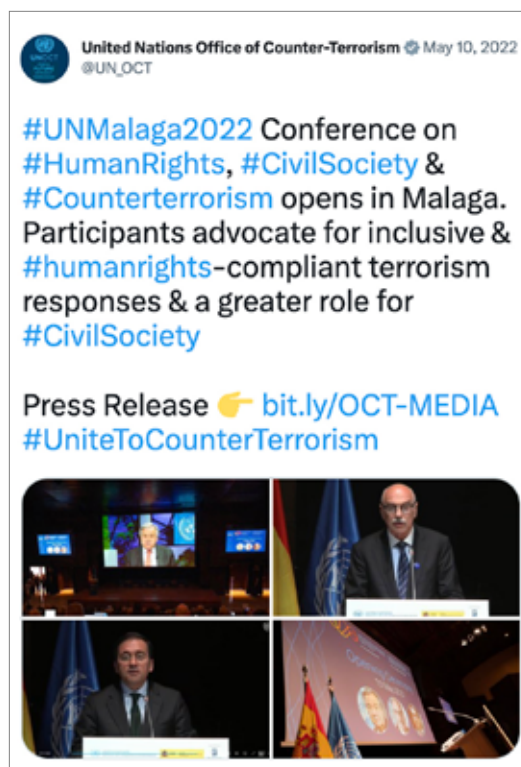 United Nations Office of Counter-Terrorism May 10, 2022
@UN_OCT
#UNMalaga2022 Conference on
#HumanRights, #CivilSociety &
#Counterterrorism opens in Malaga.
Participants advocate for inclusive &
#humanrights-compliant terrorism
responses & a greater role for
#CivilSociety
Press Release 👉 bit.ly/OCT-MEDIA
#UniteToCounterTerrorism